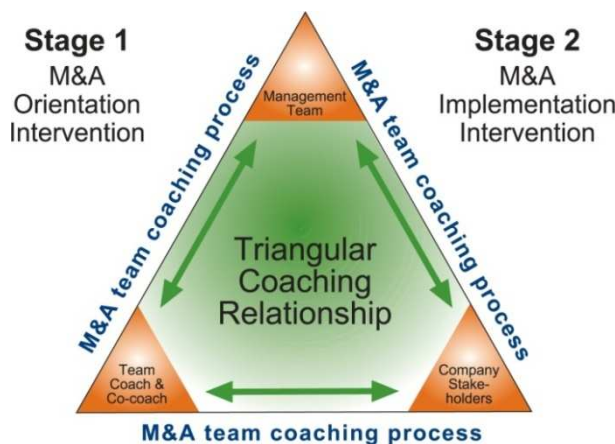 Stage 1
M&A
Orientation
Intervention
Stage 2
M&A
Implementation
Intervention
M&A team coaching process
M&A team coaching process
Management
Team
Triangular
Coaching
Relationship
Team
Coach &
Co-coach
Company
Stake-
holders
M&A team coaching process